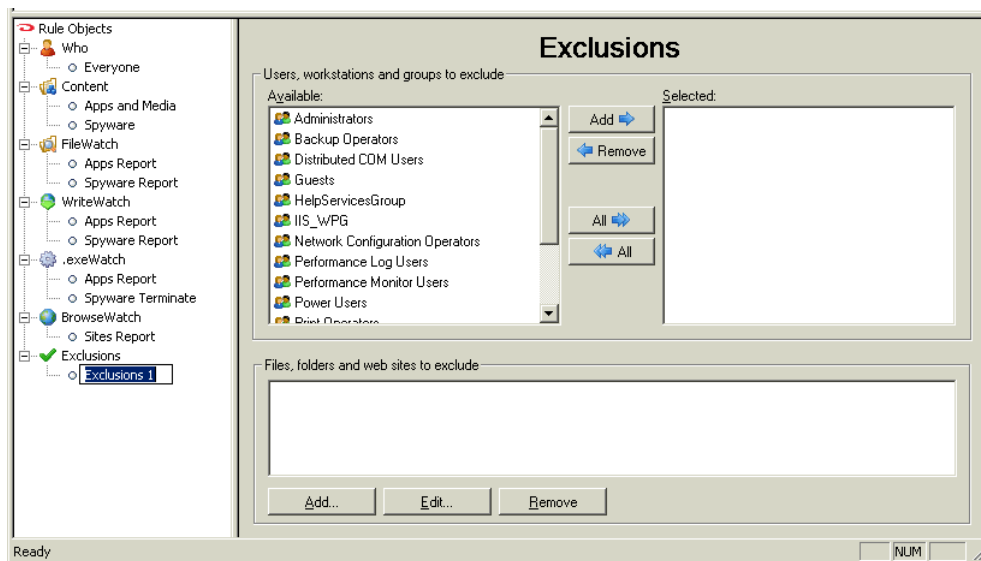 Rule Objects
Who
Everyone
Content
Apps and Media
Spyware
FileWatch
Apps Report
Spyware Report
WriteWatch
Apps Report
Spyware Report
.exeWatch
Apps Report
Spyware Terminate
BrowseWatch
Sites Report
Exclusions
Exclusions 1
Exclusions
Users, workstations and groups to exclude
Available:
Administrators
Backup Operators
Distributed COM Users
Guests
HelpServicesGroup
IIS_WPG
Network Configuration Operators
Performance Log Users
Performance Monitor Users
Power Users
Print Operators
Add
Remove
All
All
Selected:
Files, folders and web sites to exclude
Add...
Edit...
Remove
Ready
NUM